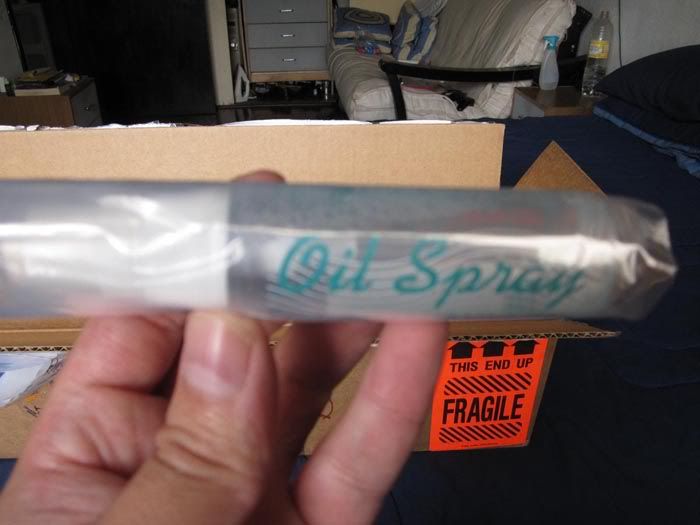 Oil Spray
THIS END UP
FRAGILE